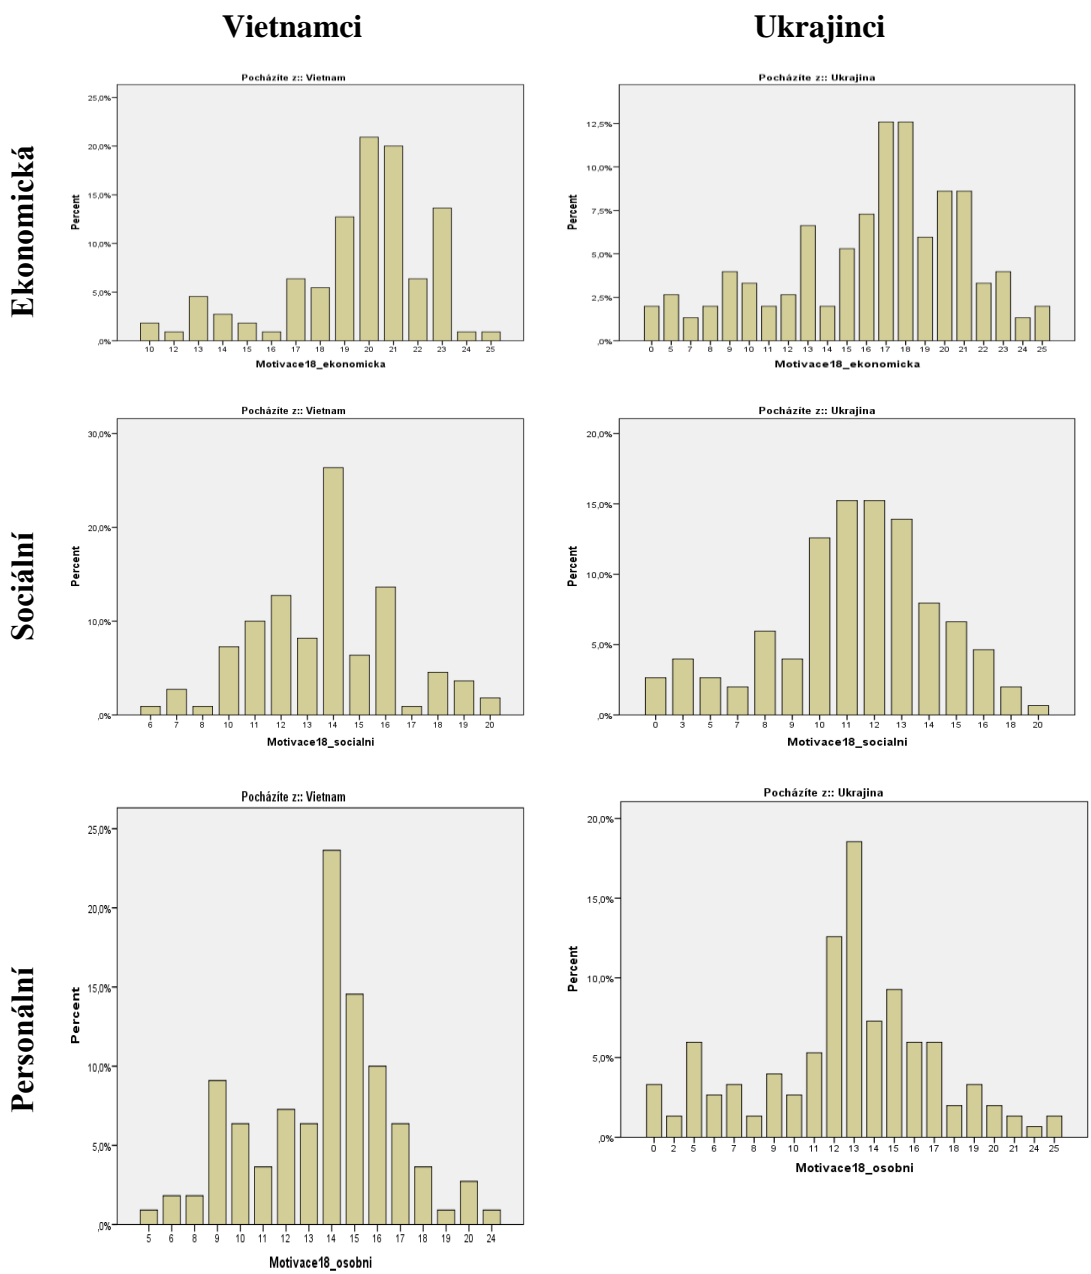 Vietnamci
Ukrajinci
Ekonomická
Pocházíte z:: Vietnam
25,0%
20,0%
15,0%
10,0%
5,0%
,0%
Percent
10 12 13 14 15 16 17 18 19 20 21 22 23 24 25
Motivace18_ekonomicka
Pocházíte z:: Ukrajina
12,5%
10,0%
7,5%
5,0%
2,5%
,0%
Percent
0 5 7 8 9 10 11 12 13 14 15 16 17 18 19 20 21 22 23 24 25
Motivace18_ekonomicka
Sociální
Pocházíte z:: Vietnam
30,0%
20,0%
10,0%
,0%
Percent
6 7 8 10 11 12 13 14 15 16 17 18 19 20
Motivace18_socialni
Pocházíte z:: Ukrajina
20,0%
15,0%
10,0%
5,0%
,0%
Percent
0 3 5 7 8 9 10 11 12 13 14 15 16 18 20
Motivace18_socialni
Personální
Pocházíte z:: Vietnam
25,0%
20,0%
15,0%
10,0%
5,0%
,0%
Percent
5 6 8 9 10 11 12 13 14 15 16 17 18 19 20 24
Motivace18_osobni
Pocházíte z:: Ukrajina
20,0%
15,0%
10,0%
5,0%
,0%
Percent
0 2 5 6 7 8 9 10 11 12 13 14 15 16 17 18 19 20 21 24 25
Motivace18_osobni